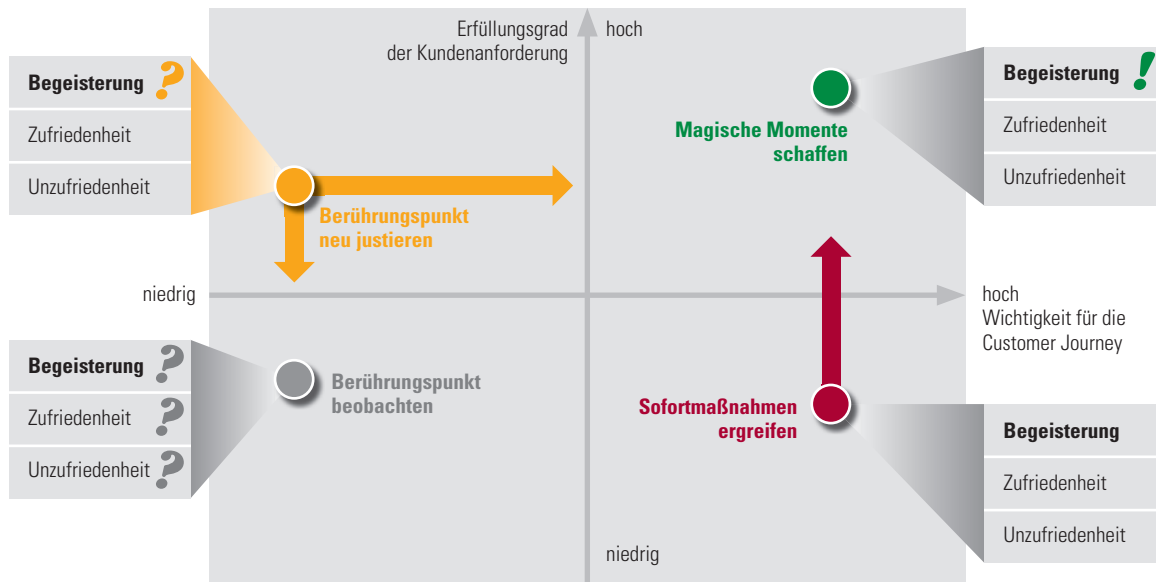 Erfüllungsgrad
der Kundenanforderung
hoch
Begeisterung ?
Zufriedenheit
Unzufriedenheit
Berührungspunkt
neu justieren
Magische Momente
schaffen
Begeisterung !
Zufriedenheit
Unzufriedenheit
niedrig
hoch
Wichtigkeit für die
Customer Journey
Begeisterung ?
Zufriedenheit ?
Unzufriedenheit ?
Berührungspunkt
beobachten
Sofortmaßnahmen
ergreifen
Begeisterung
Zufriedenheit
Unzufriedenheit
niedrig